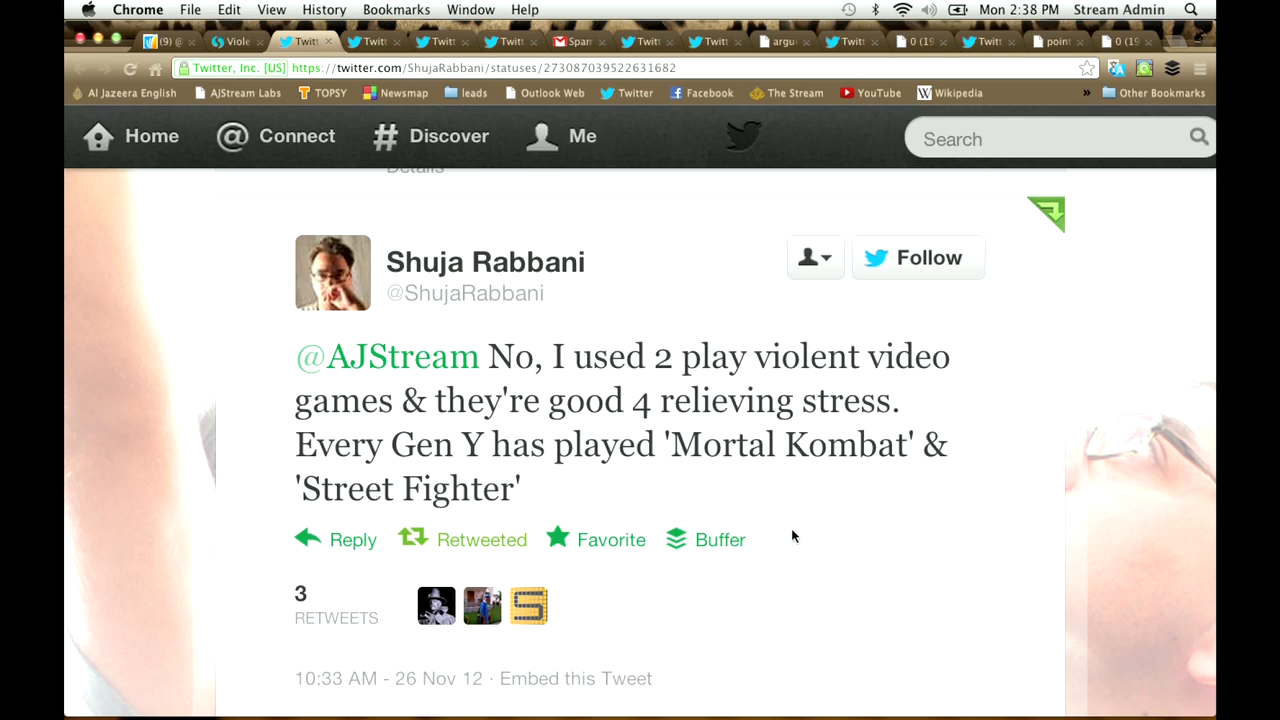 Chrome File Edit View History Bookmarks Window Help Mon 2:38 PM Stream Admin
(9) @ Viole Twitt Twitt Twitt Twitt Span Twitt Twitt argu Twitt 0 (19 Twitt point 0 (19
Twitter, Inc. [US] https://twitter.com/ShujaRabbani/statuses/273087039522631682
Al Jazeera English AJStream Labs TOPSY Newsmap leads Outlook Web Twitter Facebook The Stream YouTube Wikipedia » Other Bookmarks
Home @ Connect # Discover Me Search
Details
Shuja Rabbani Follow
@ShujaRabbani
@AJStream No, I used 2 play violent video
games & they're good 4 relieving stress.
Every Gen Y has played 'Mortal Kombat' &
'Street Fighter'
Reply Retweeted Favorite Buffer
3
RETWEETS
10:33 AM - 26 Nov 12 · Embed this Tweet